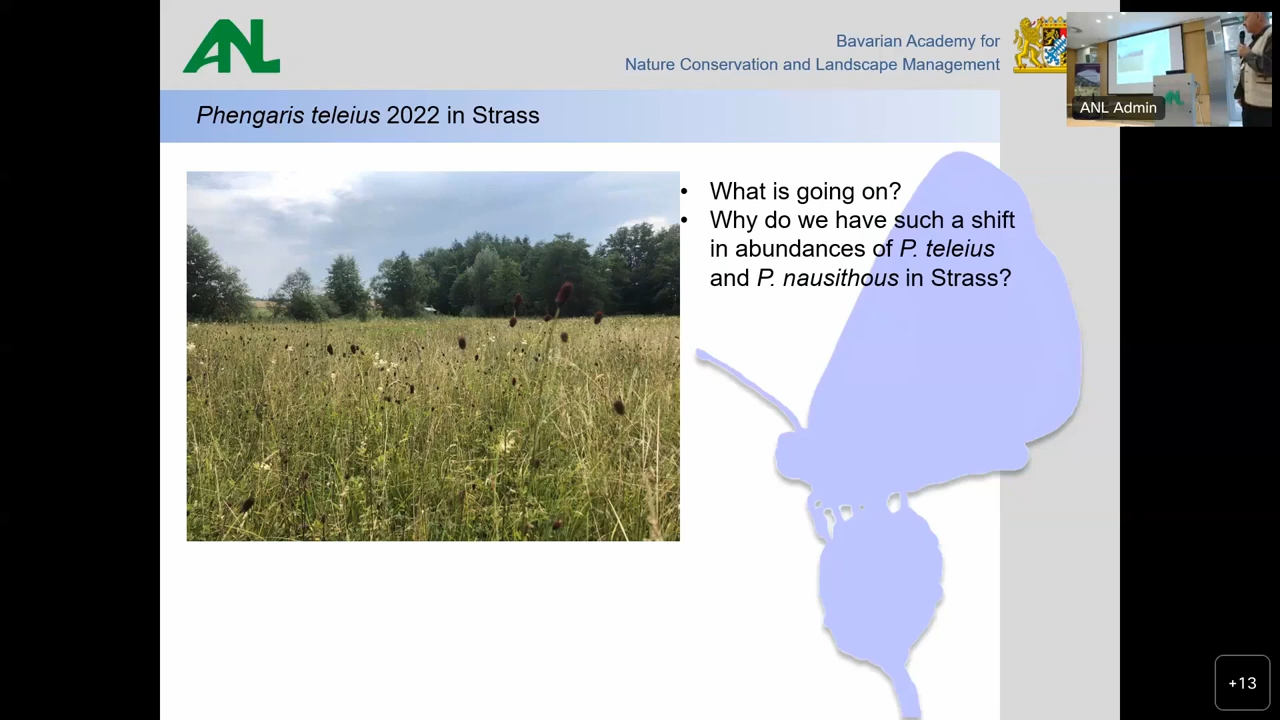 ANL
Bavarian Academy for
Nature Conservation and Landscape Management
ANL Admin
Phengaris teleius 2022 in Strass
• What is going on?
• Why do we have such a shift
in abundances of P. teleius
and P. nausithous in Strass?
+13